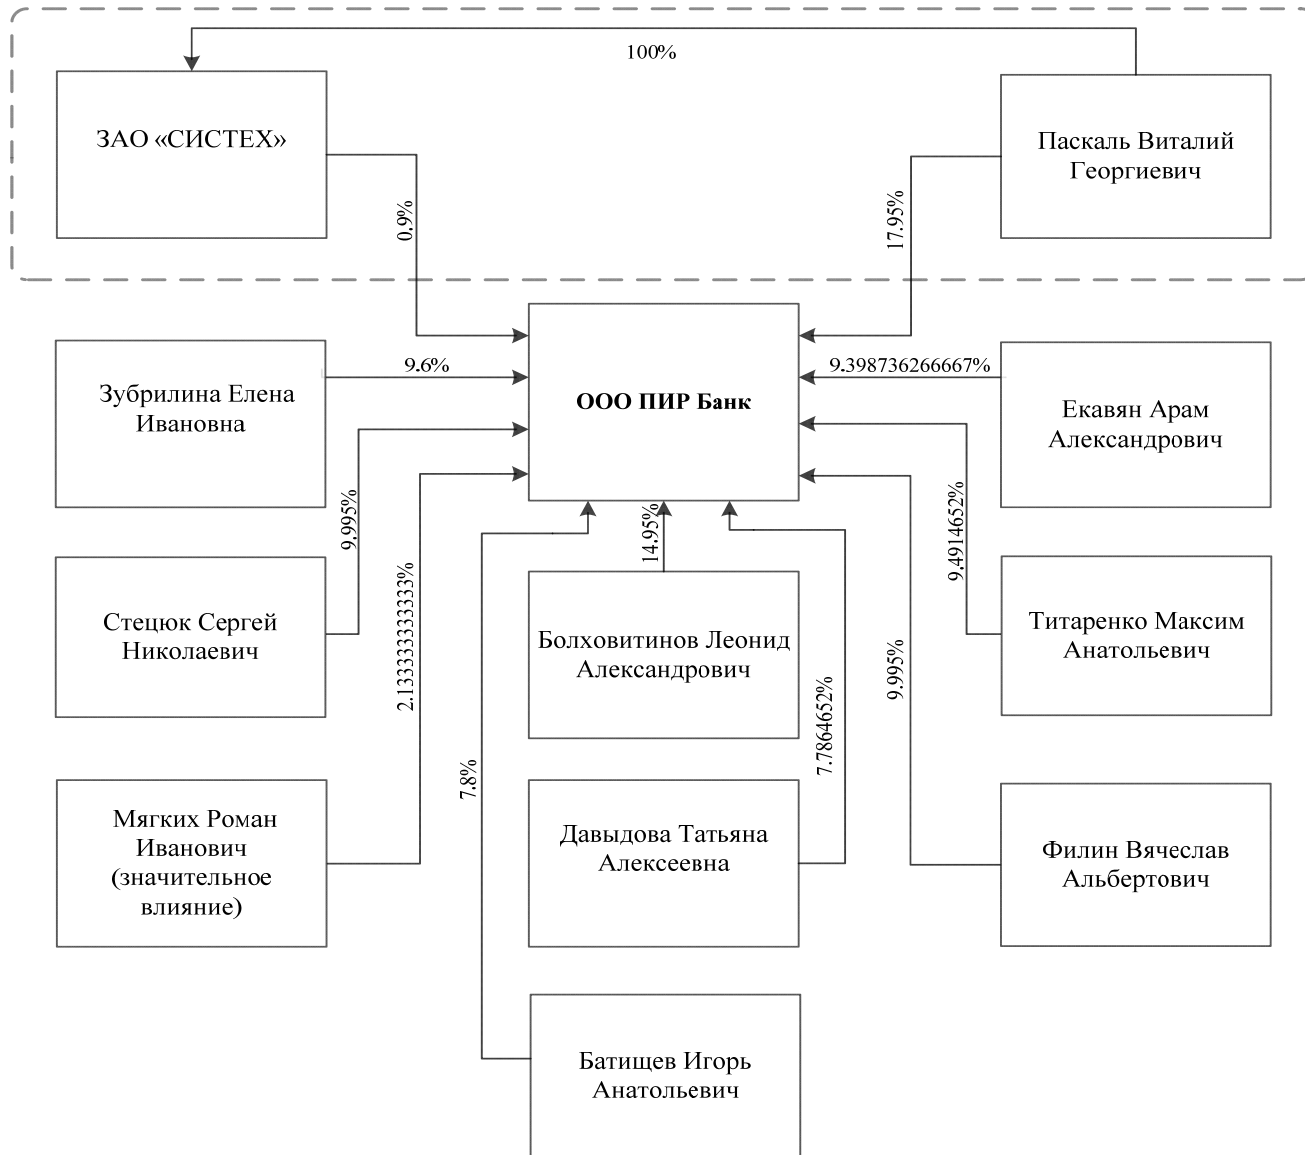 100%
ЗАО «СИСТЕХ»
Паскаль Виталий
Георгиевич
0.9%
17.95%
Зубрилина Елена
Ивановна
9.6%
ООО ПИР Банк
9.398736266667%
Екавян Арам
Александрович
9.995%
14.95%
9.4914652%
Стецюк Сергей
Николаевич
2.133333333333%
Болховитинов Леонид
Александрович
7.7864652%
9.995%
Титаренко Максим
Анатольевич
7.8%
Мягких Роман
Иванович
(значительное
влияние)
Давыдова Татьяна
Алексеевна
Филин Вячеслав
Альбертович
Батищев Игорь
Анатольевич